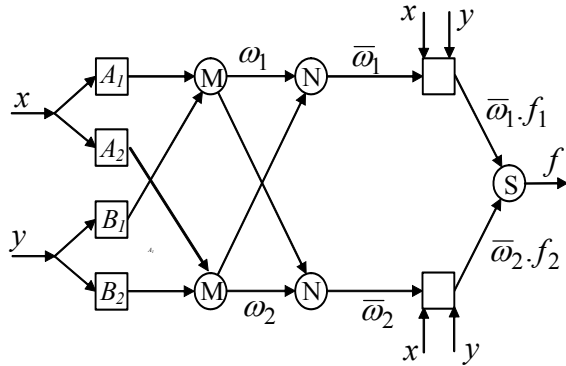 x y
A₁ M ω₁ N ω̅₁
x
A₂
ω̅₁.f₁
B₁
S f
y
ω̅₂.f₂
B₂ M ω₂ N ω̅₂
x y